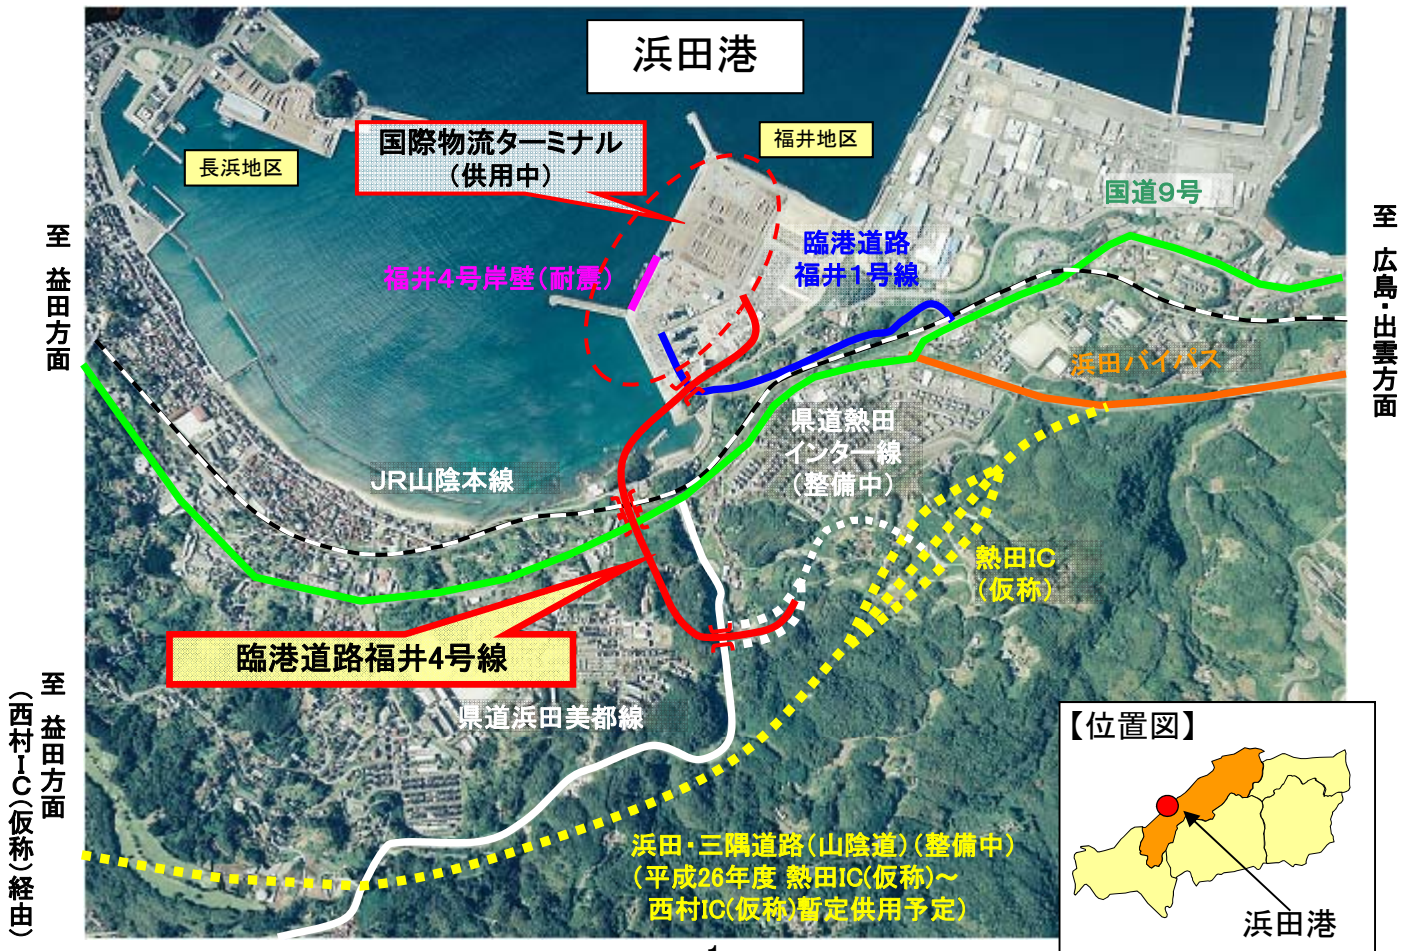 浜田港
国際物流ターミナル
（供用中）
長浜地区
福井地区
国道9号
臨港道路
福井1号線
福井4号岸壁（耐震）
至 益田方面
至 広島・出雲方面
浜田バイパス
県道熱田
インター線
（整備中）
JR山陰本線
熱田IC
（仮称）
臨港道路福井4号線
県道浜田美都線
至 益田方面
（西村IC（仮称）経由）
浜田・三隅道路（山陰道）（整備中）
（平成26年度 熱田IC(仮称)～
西村IC(仮称)暫定供用予定）
【位置図】
浜田港
1